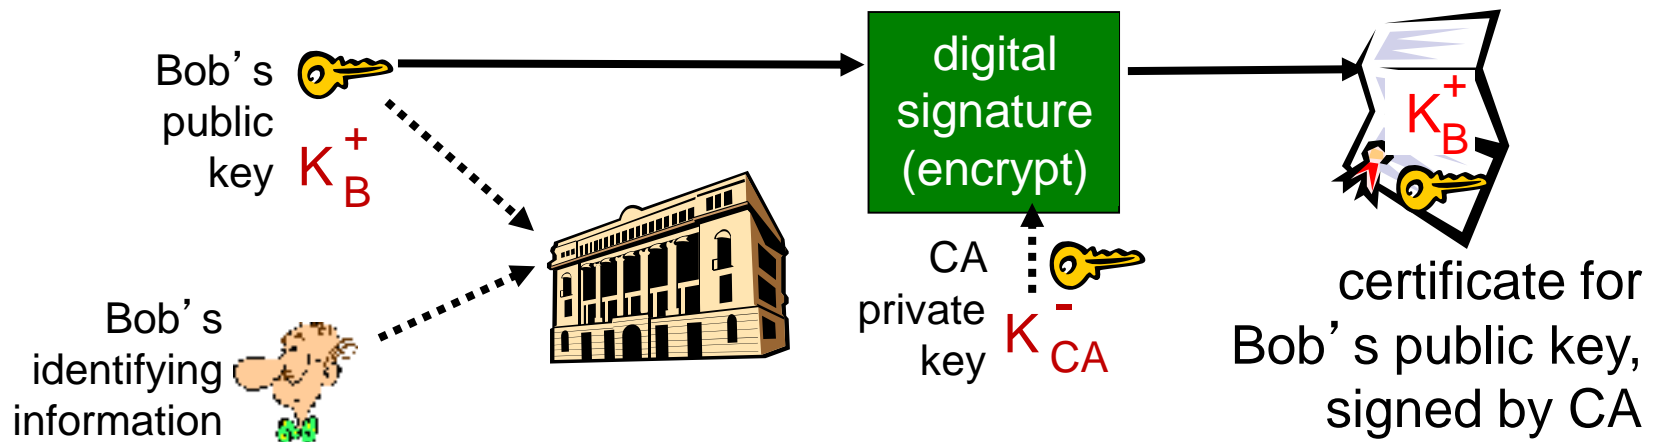 Bob’s
public
key
K
+
B
digital
signature
(encrypt)
K
+
B
Bob’s
identifying
information
CA
private
key
K
-
CA
certificate for
Bob’s public key,
signed by CA